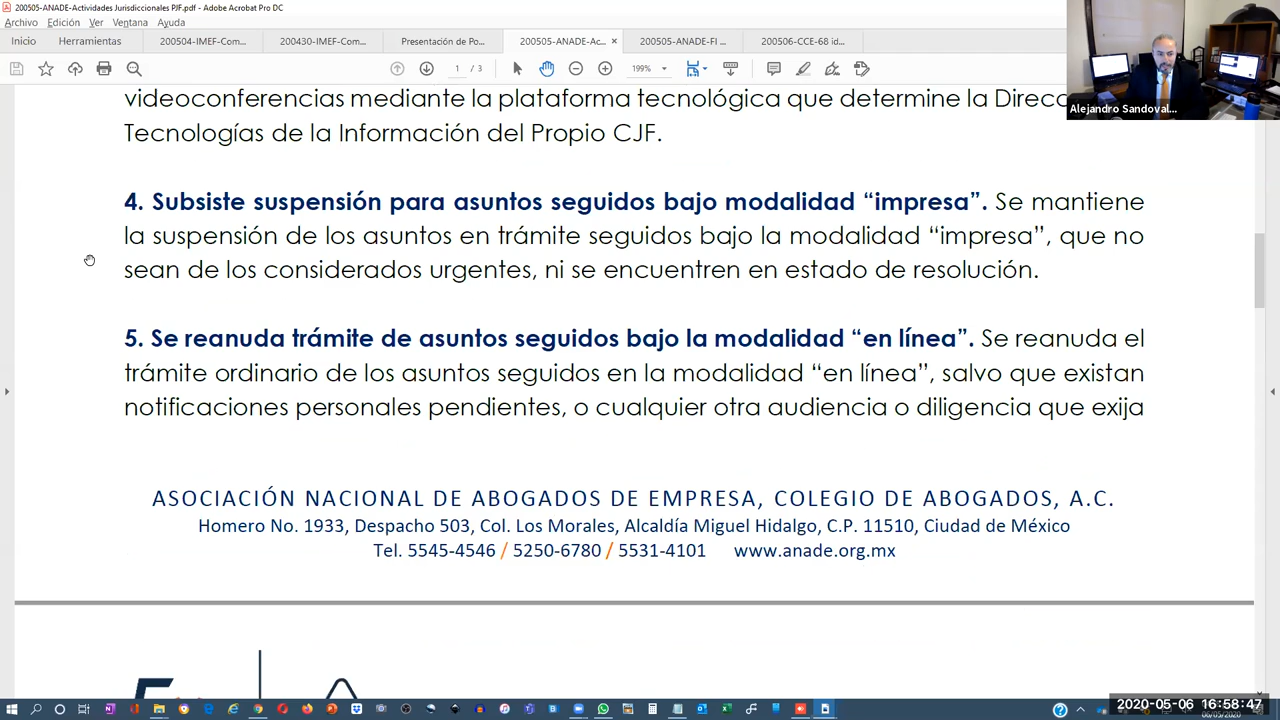 200505-ANADE-Actividades Jurisdiccionales PJF.pdf - Adobe Acrobat Pro DC
Archivo Edición Ver Ventana Ayuda
Inicio Herramientas 200504-IMEF-Com... 200430-IMEF-Com... Presentación de Po... 200505-ANADE-Ac... × 200505-ANADE-FI ... 200506-CCE-68 id...
/ 3 199%
Alejandro Sandoval...
videoconferencias mediante la plataforma tecnológica que determine la Direcc
Tecnologías de la Información del Propio CJF.
4. Subsiste suspensión para asuntos seguidos bajo modalidad “impresa”. Se mantiene
la suspensión de los asuntos en trámite seguidos bajo la modalidad “impresa”, que no
sean de los considerados urgentes, ni se encuentren en estado de resolución.
5. Se reanuda trámite de asuntos seguidos bajo la modalidad “en línea”. Se reanuda el
trámite ordinario de los asuntos seguidos en la modalidad “en línea”, salvo que existan
notificaciones personales pendientes, o cualquier otra audiencia o diligencia que exija
ASOCIACIÓN NACIONAL DE ABOGADOS DE EMPRESA, COLEGIO DE ABOGADOS, A.C.
Homero No. 1933, Despacho 503, Col. Los Morales, Alcaldía Miguel Hidalgo, C.P. 11510, Ciudad de México
Tel. 5545-4546 / 5250-6780 / 5531-4101 www.anade.org.mx
2020-05-06 16:58:47
06/05/2020